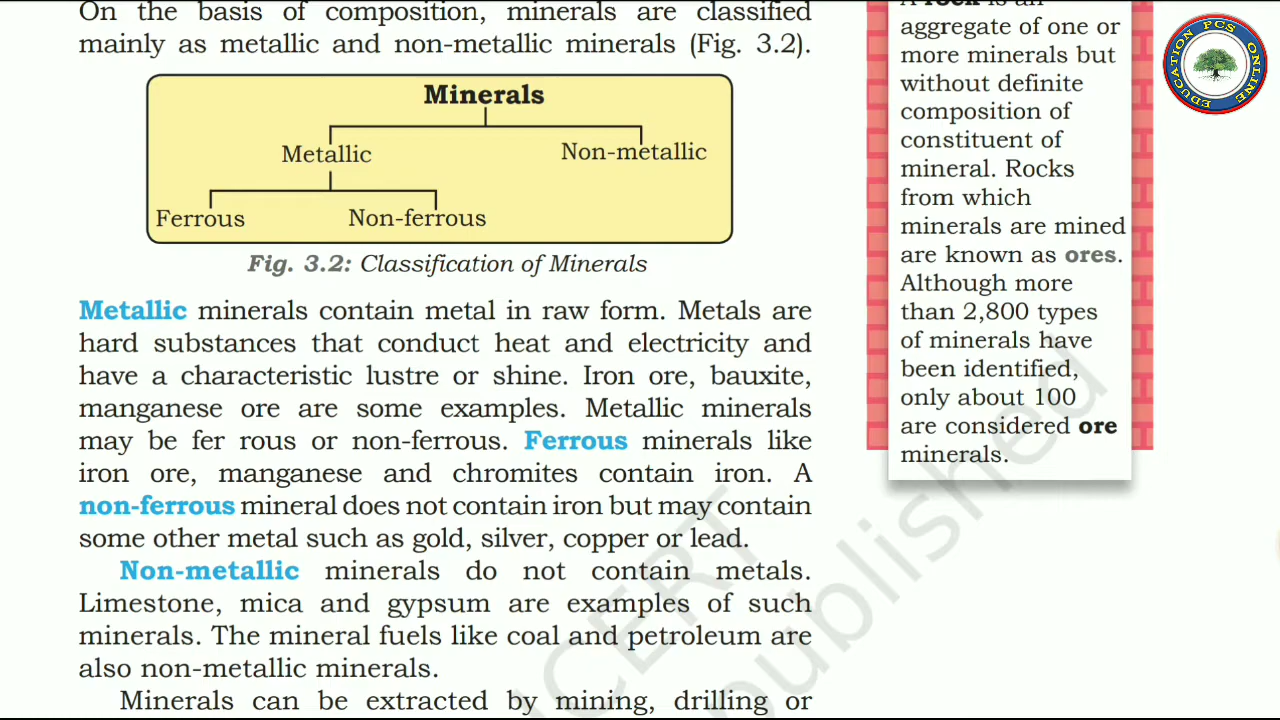 On the basis of composition, minerals are classified
mainly as metallic and non-metallic minerals (Fig. 3.2).
Minerals
Metallic
Non-metallic
Ferrous
Non-ferrous
Fig. 3.2: Classification of Minerals
Metallic minerals contain metal in raw form. Metals are
hard substances that conduct heat and electricity and
have a characteristic lustre or shine. Iron ore, bauxite,
manganese ore are some examples. Metallic minerals
may be fer rous or non-ferrous. Ferrous minerals like
iron ore, manganese and chromites contain iron. A
non-ferrous mineral does not contain iron but may contain
some other metal such as gold, silver, copper or lead.
Non-metallic minerals do not contain metals.
Limestone, mica and gypsum are examples of such
minerals. The mineral fuels like coal and petroleum are
also non-metallic minerals.
Minerals can be extracted by mining, drilling or
A rock is an
aggregate of one or
more minerals but
without definite
composition of
constituent of
mineral. Rocks
from which
minerals are mined
are known as ores.
Although more
than 2,800 types
of minerals have
been identified,
only about 100
are considered ore
minerals.
EDUCATION PCS ONLINE
NCERT
published